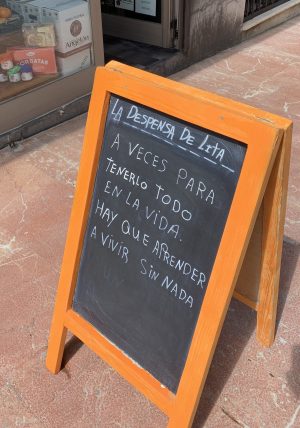 LA DESPENSA DE LITA
A VECES PARA
TENERLO TODO
EN LA VIDA.
HAY QUE APRENDER
A VIVIR SIN NADA